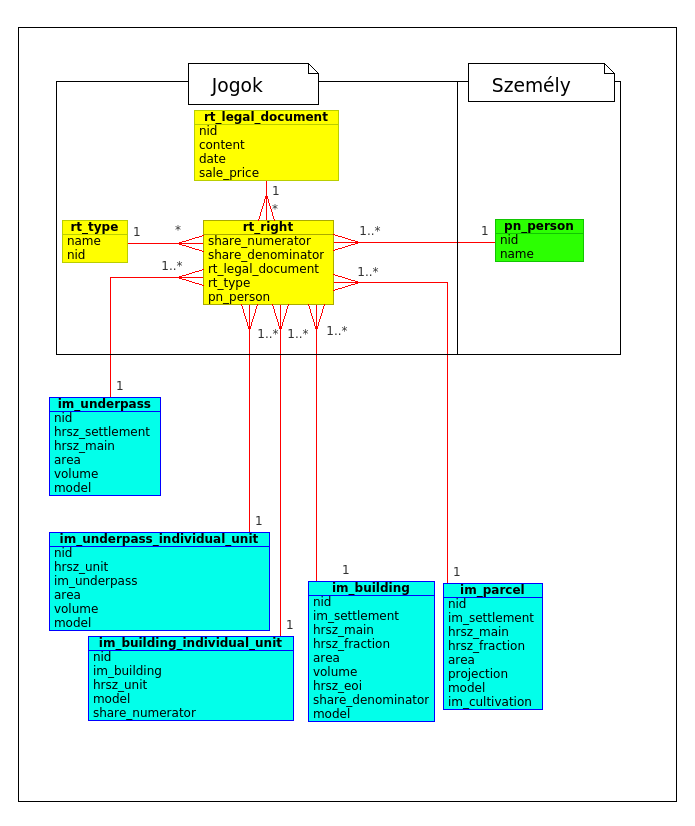 Jogok
Személy
rt_legal_document
nid
content
date
sale_price
1
*
rt_type
name
nid
1
*
rt_right
share_numerator
share_denominator
rt_legal_document
rt_type
pn_person
1..*
1
pn_person
nid
name
1..*
1..*
1..*
1..*
1..*
1
im_underpass
nid
hrsz_settlement
hrsz_main
area
volume
model
1
im_underpass_individual_unit
nid
hrsz_unit
im_underpass
area
volume
model
1
im_building_individual_unit
nid
im_building
hrsz_unit
model
share_numerator
1
im_building
nid
im_settlement
hrsz_main
hrsz_fraction
area
volume
hrsz_eoi
share_denominator
model
1
im_parcel
nid
im_settlement
hrsz_main
hrsz_fraction
area
projection
model
im_cultivation